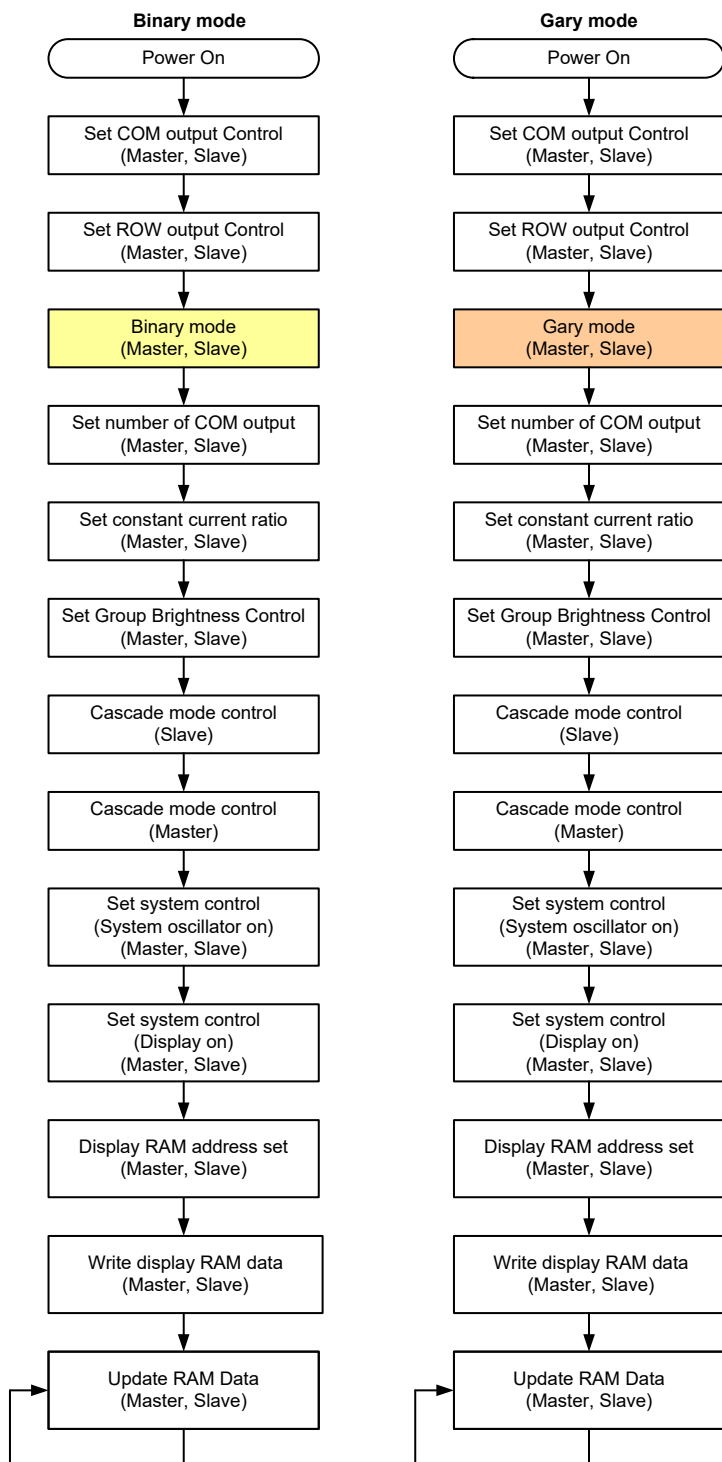 Binary mode
Power On
Set COM output Control
(Master, Slave)
Set ROW output Control
(Master, Slave)
Binary mode
(Master, Slave)
Set number of COM output
(Master, Slave)
Set constant current ratio
(Master, Slave)
Set Group Brightness Control
(Master, Slave)
Cascade mode control
(Slave)
Cascade mode control
(Master)
Set system control
(System oscillator on)
(Master, Slave)
Set system control
(Display on)
(Master, Slave)
Display RAM address set
(Master, Slave)
Write display RAM data
(Master, Slave)
Update RAM Data
(Master, Slave)
Gary mode
Power On
Set COM output Control
(Master, Slave)
Set ROW output Control
(Master, Slave)
Gary mode
(Master, Slave)
Set number of COM output
(Master, Slave)
Set constant current ratio
(Master, Slave)
Set Group Brightness Control
(Master, Slave)
Cascade mode control
(Slave)
Cascade mode control
(Master)
Set system control
(System oscillator on)
(Master, Slave)
Set system control
(Display on)
(Master, Slave)
Display RAM address set
(Master, Slave)
Write display RAM data
(Master, Slave)
Update RAM Data
(Master, Slave)